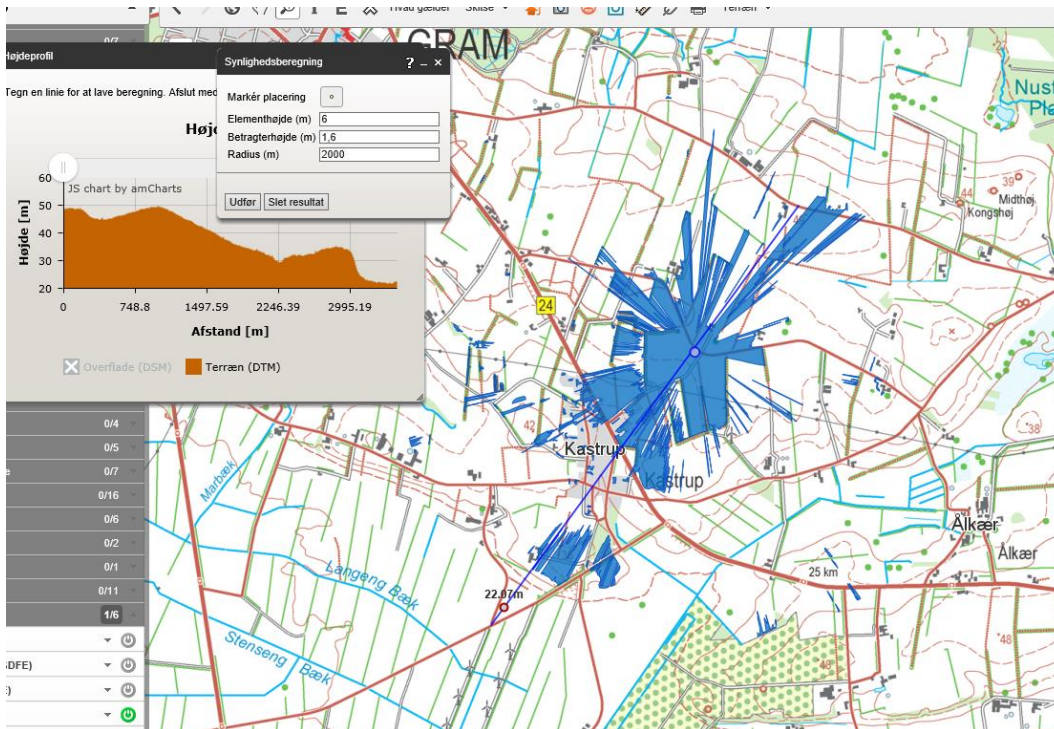 Hvad gælder
Skitse
Terræn
0/7
GRAM
Højdeprofil
Synlighedsberegning
? – ×
Tegn en linie for at lave beregning. Afslut med
Markér placering
Elementhøjde (m) 6
Betragterhøjde (m) 1,6
Radius (m) 2000
Udfør
Slet resultat
JS chart by amCharts
Højde [m]
60
50
40
30
20
0
748.8
1497.59
2246.39
2995.19
Afstand [m]
Overflade (DSM)
Terræn (DTM)
0/4
0/5
0/7
0/16
0/6
0/2
0/1
0/11
1/6
24
44
39
Midthøj
Kongshøj
42
38
Kastrup
Kastrup
Marbæk
Langeng Bæk
Stenseng Bæk
22.07m
25 km
Ålkær
Ålkær
48
48